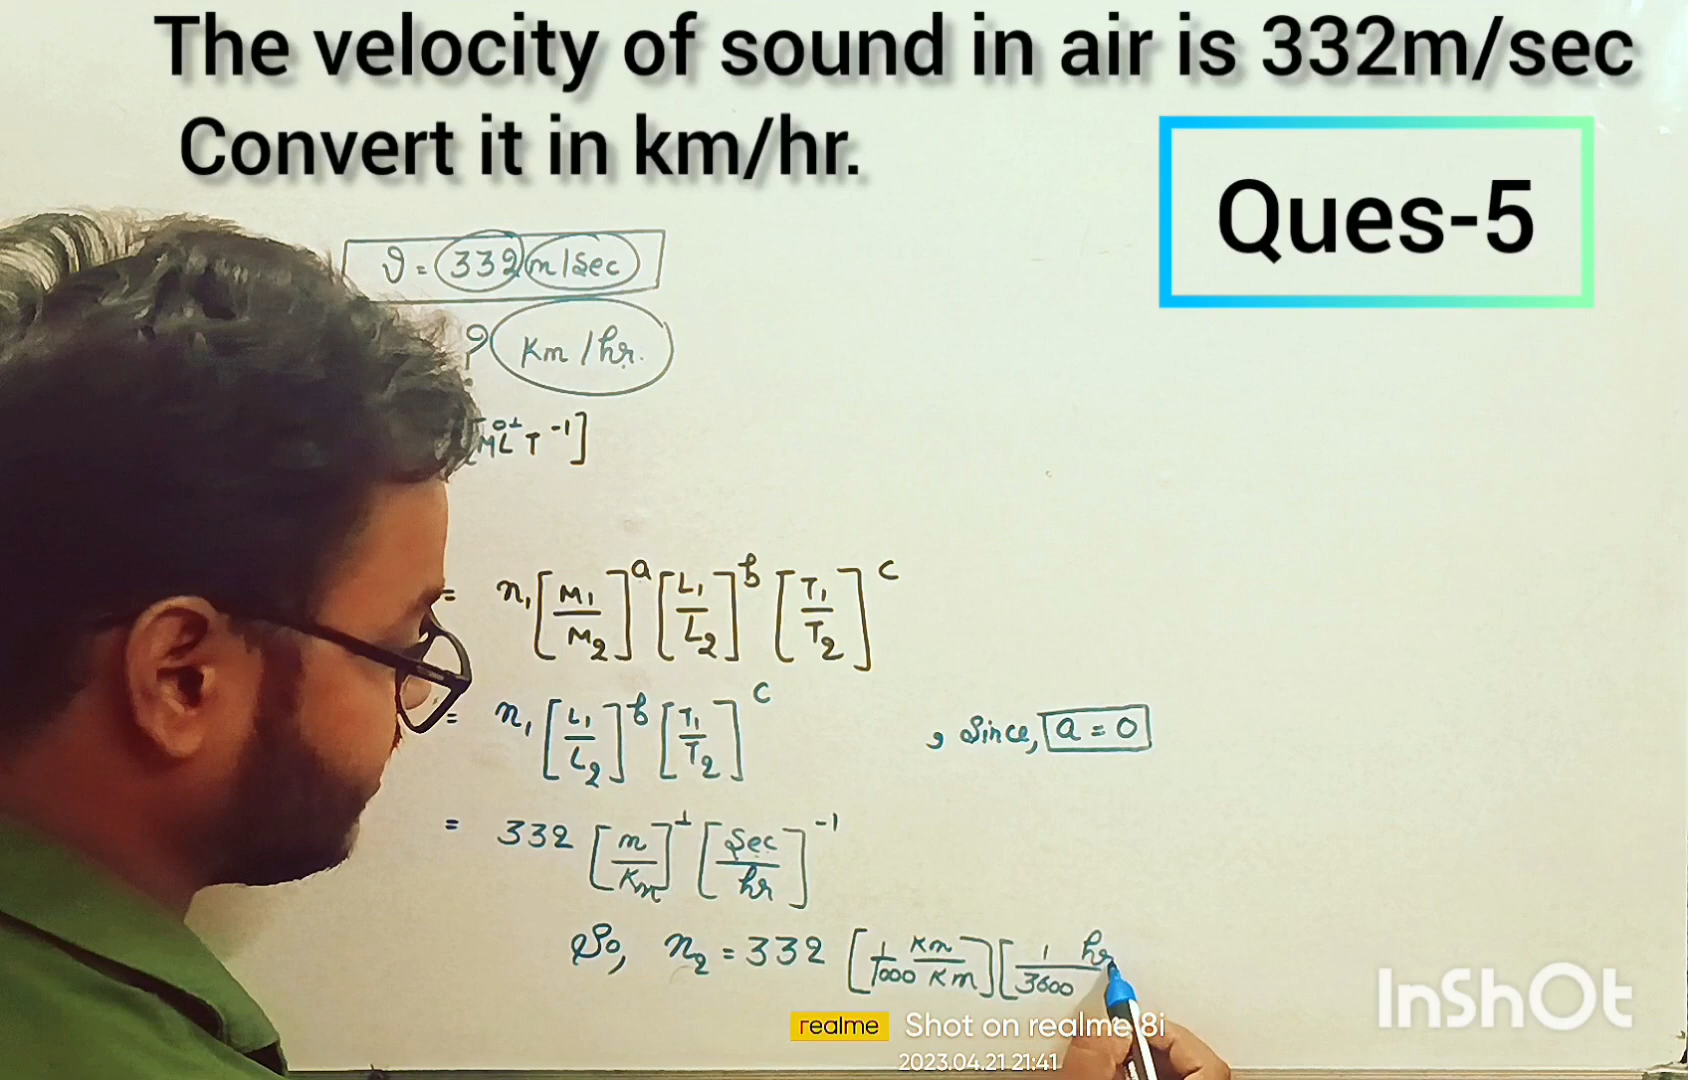 The velocity of sound in air is 332m/sec
Convert it in km/hr.
Ques-5
ϑ = 332 m/sec
? Km/hr.
[M⁰L¹T⁻¹]
= n₁ [M₁/M₂]ᵃ [L₁/L₂]ᵇ [T₁/T₂]ᶜ
= n₁ [L₁/L₂]ᵇ [T₁/T₂]ᶜ , Since, a = 0
= 332 [m/Km]¹ [Sec/hr]⁻¹
So, n₂ = 332 [1/1000 Km/Km] [1/3600 hr
realme Shot on realme 8i
2023.04.21 21:41
InShOt